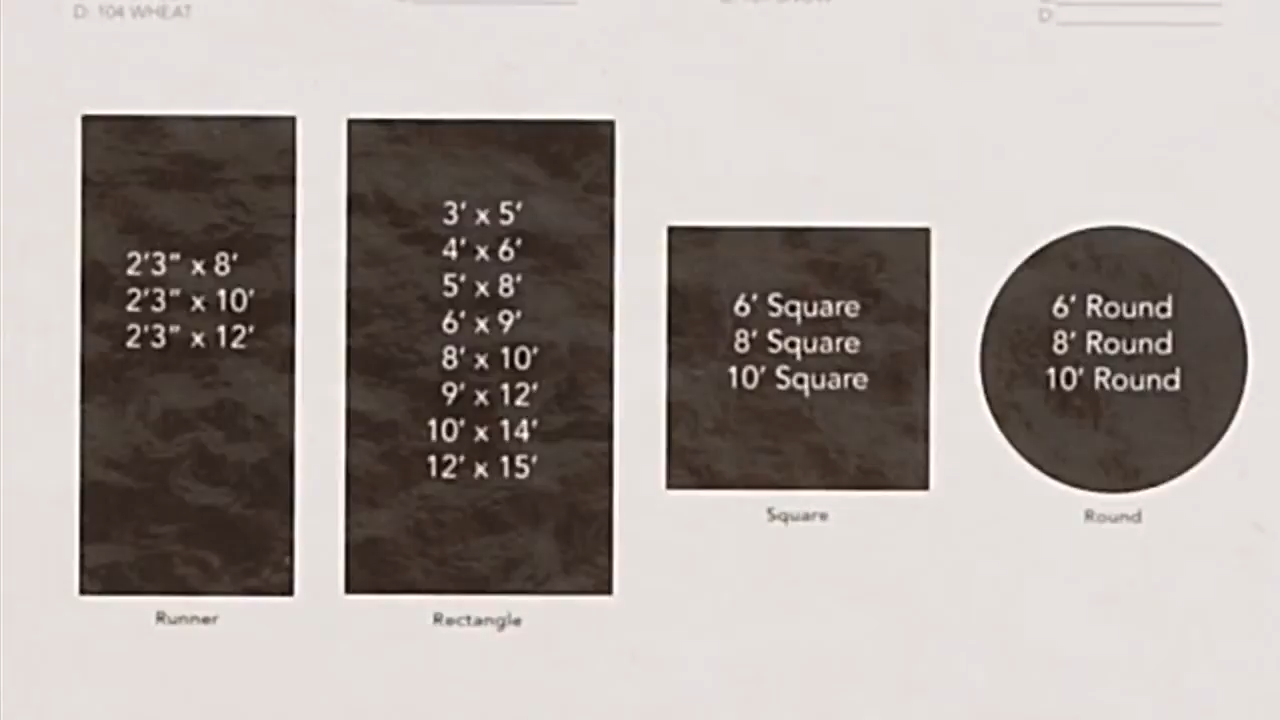 D: 104 WHEAT
D:
2'3" x 8'
2'3" x 10'
2'3" x 12'
Runner
3' x 5'
4' x 6'
5' x 8'
6' x 9'
8' x 10'
9' x 12'
10' x 14'
12' x 15'
Rectangle
6' Square
8' Square
10' Square
Square
6' Round
8' Round
10' Round
Round